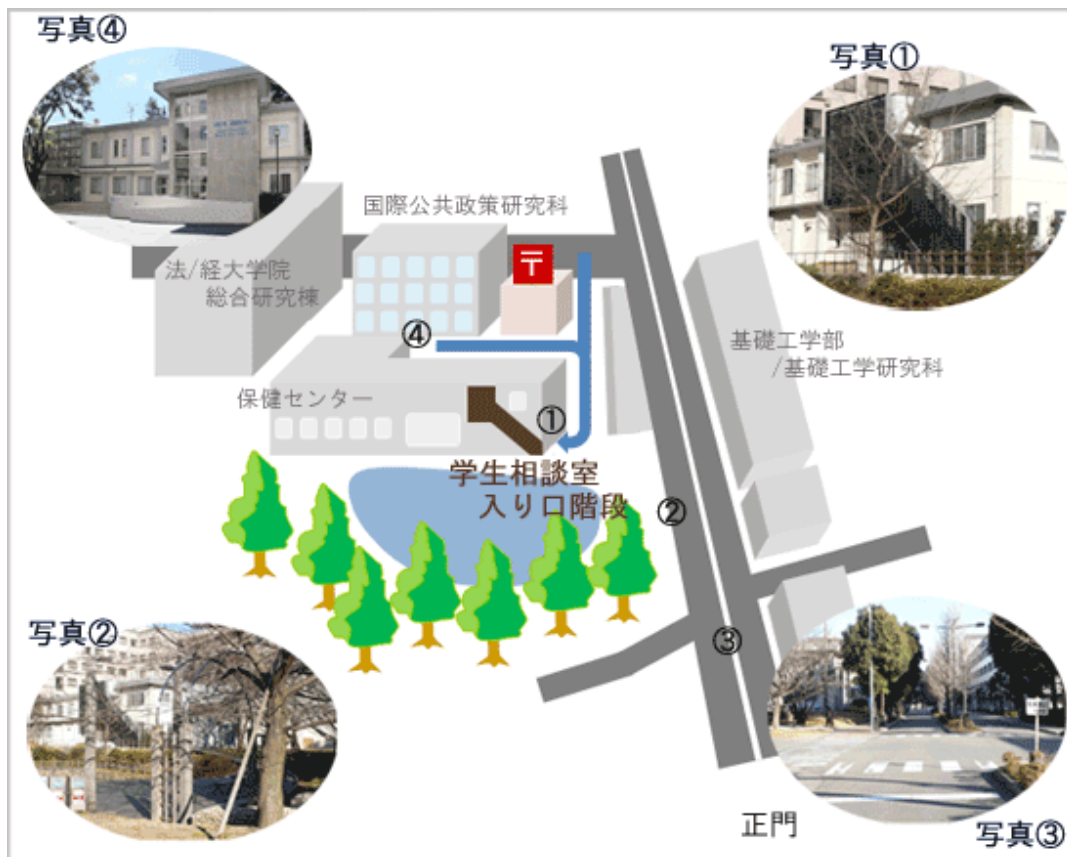 写真④
写真①
国際公共政策研究科
〒
法/経大学院
総合研究棟
④
基礎工学部
/基礎工学研究科
保健センター
①
学生相談室
入り口階段
②
写真②
③
正門
写真③